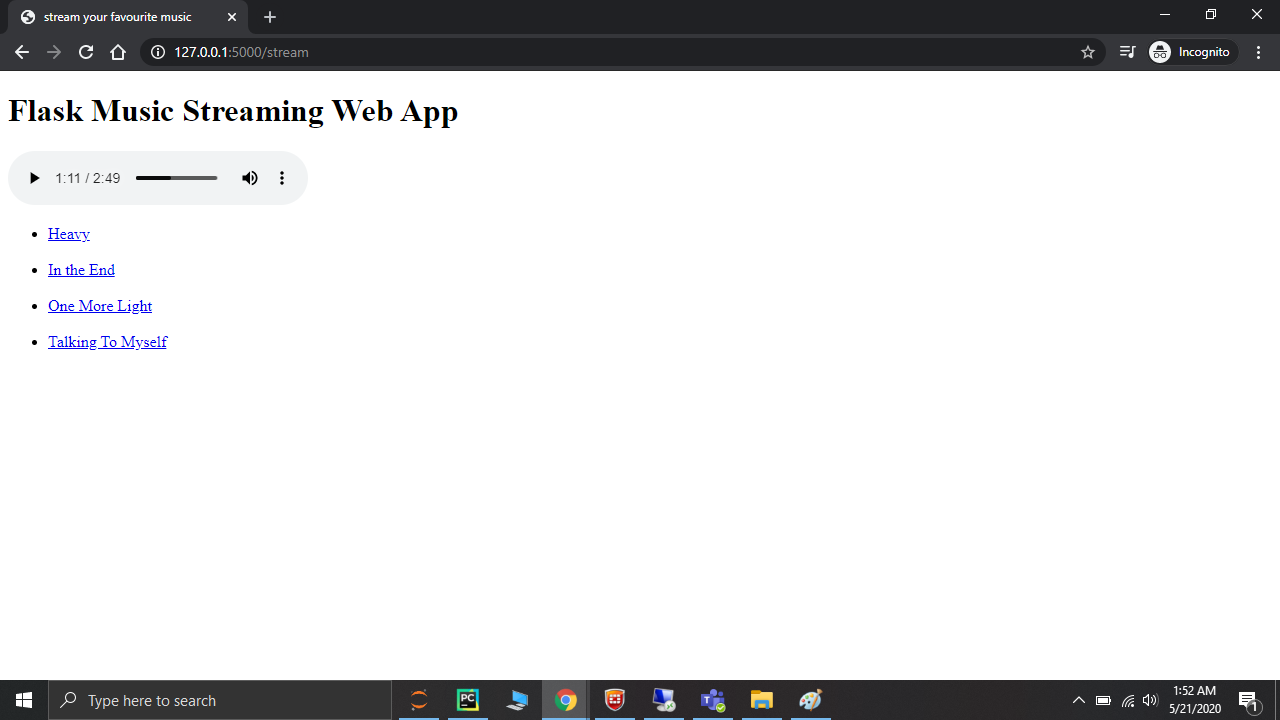 stream your favourite music
127.0.0.1:5000/stream
Incognito
Flask Music Streaming Web App
1:11 / 2:49
Heavy
In the End
One More Light
Talking To Myself
Type here to search
PC
1:52 AM
5/21/2020
1